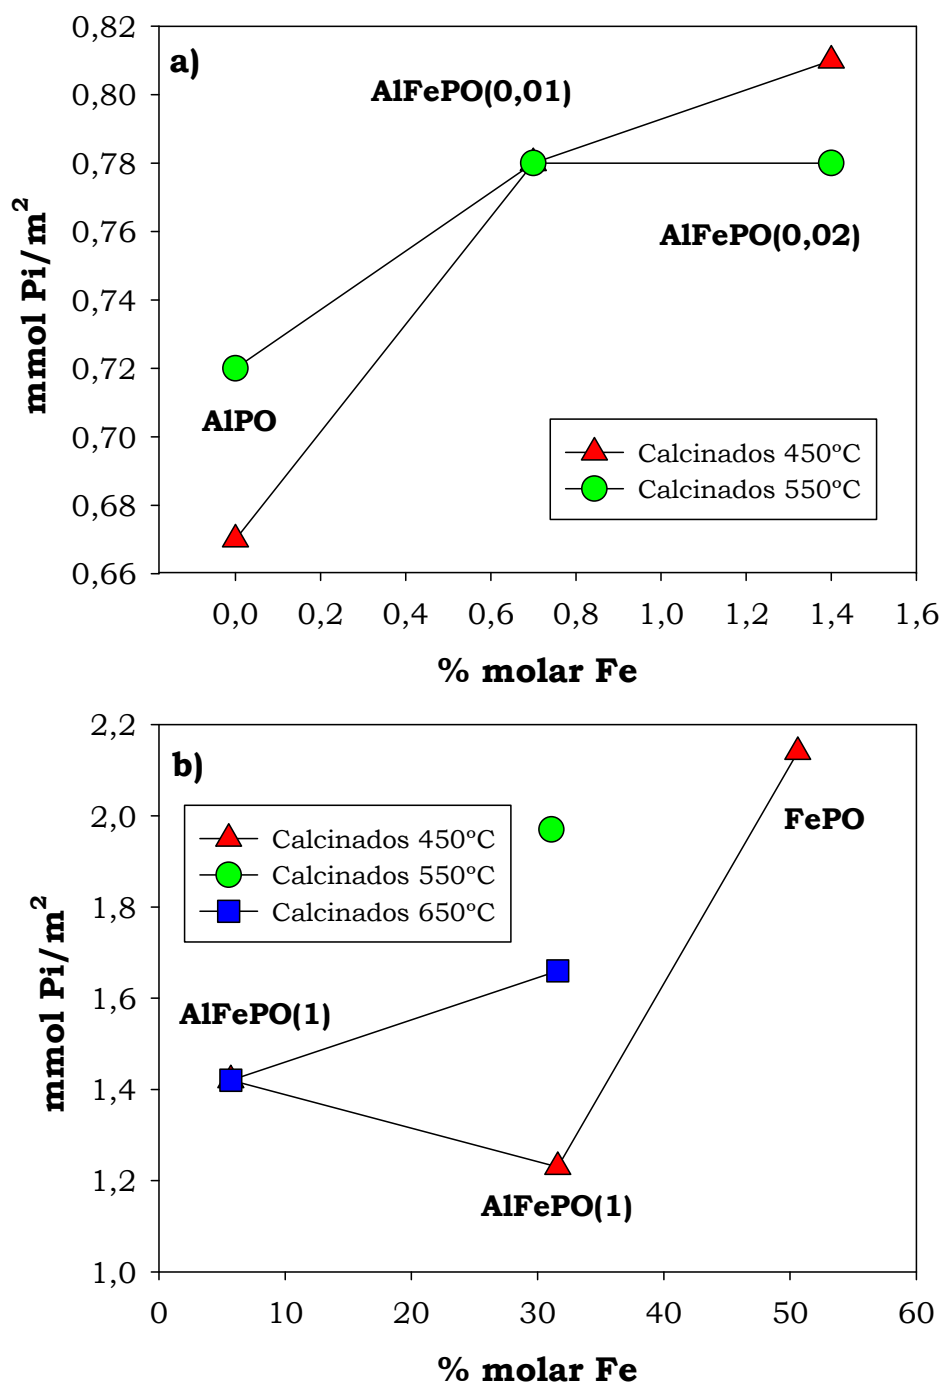 a)
AlFePO(0,01)
AlFePO(0,02)
AlPO
Calcinados 450ºC
Calcinados 550ºC
mmol Pi/m²
0,82
0,80
0,78
0,76
0,74
0,72
0,70
0,68
0,66
0,0 0,2 0,4 0,6 0,8 1,0 1,2 1,4 1,6
% molar Fe
b)
Calcinados 450ºC
Calcinados 550ºC
Calcinados 650ºC
FePO
AlFePO(1)
AlFePO(1)
mmol Pi/m²
2,2
2,0
1,8
1,6
1,4
1,2
1,0
0 10 20 30 40 50 60
% molar Fe